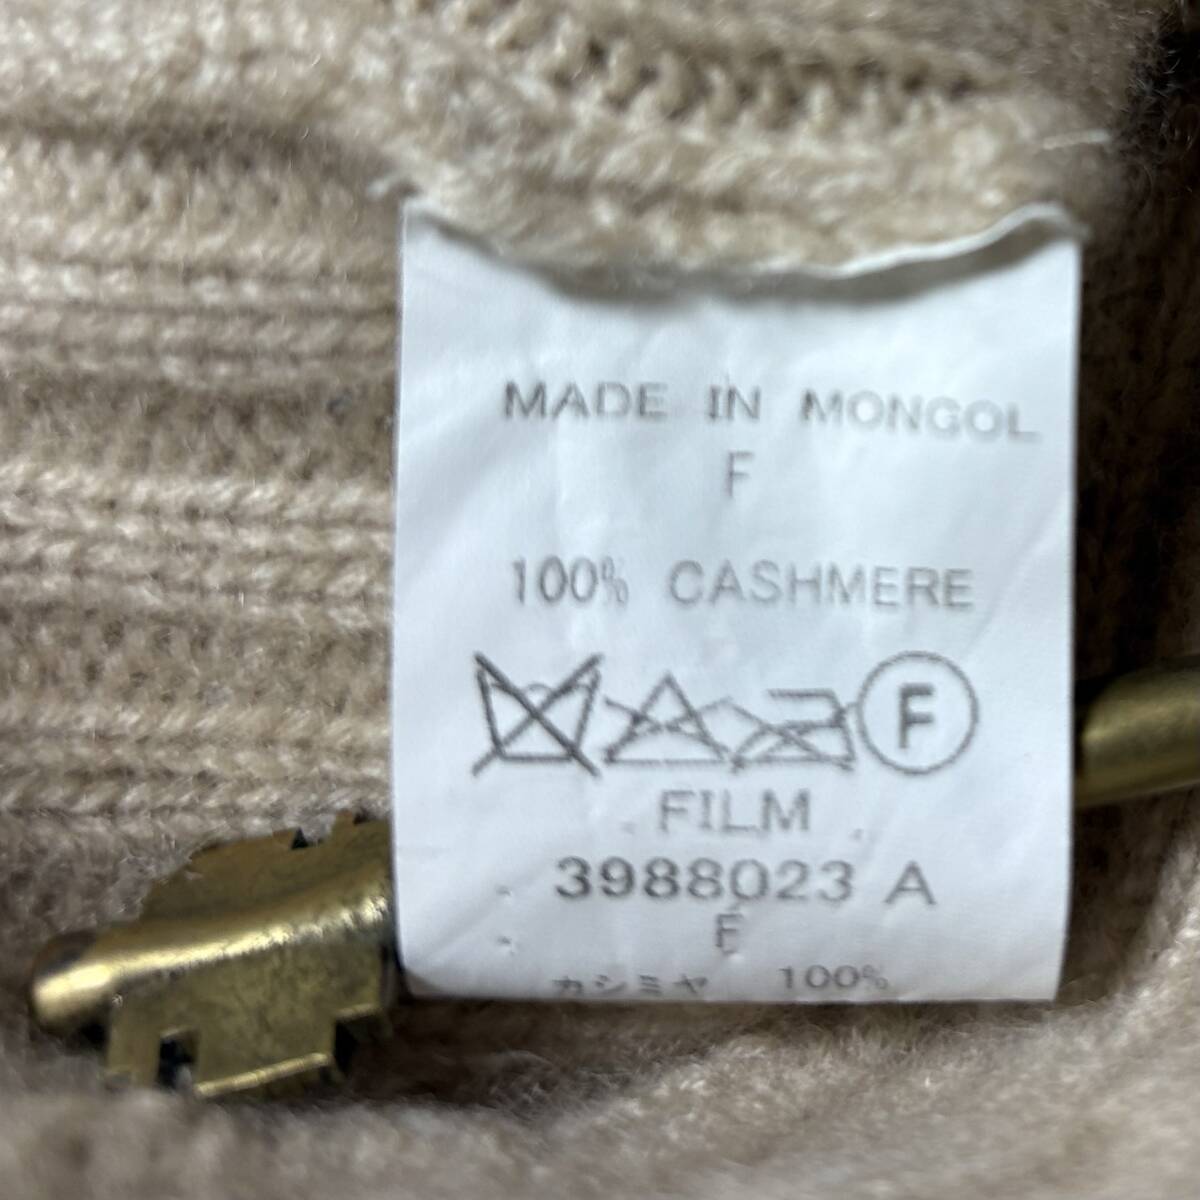 MADE IN MONGOL
F
100% CASHMERE
F
FILM
3988023 A
F
カシミヤ 100%